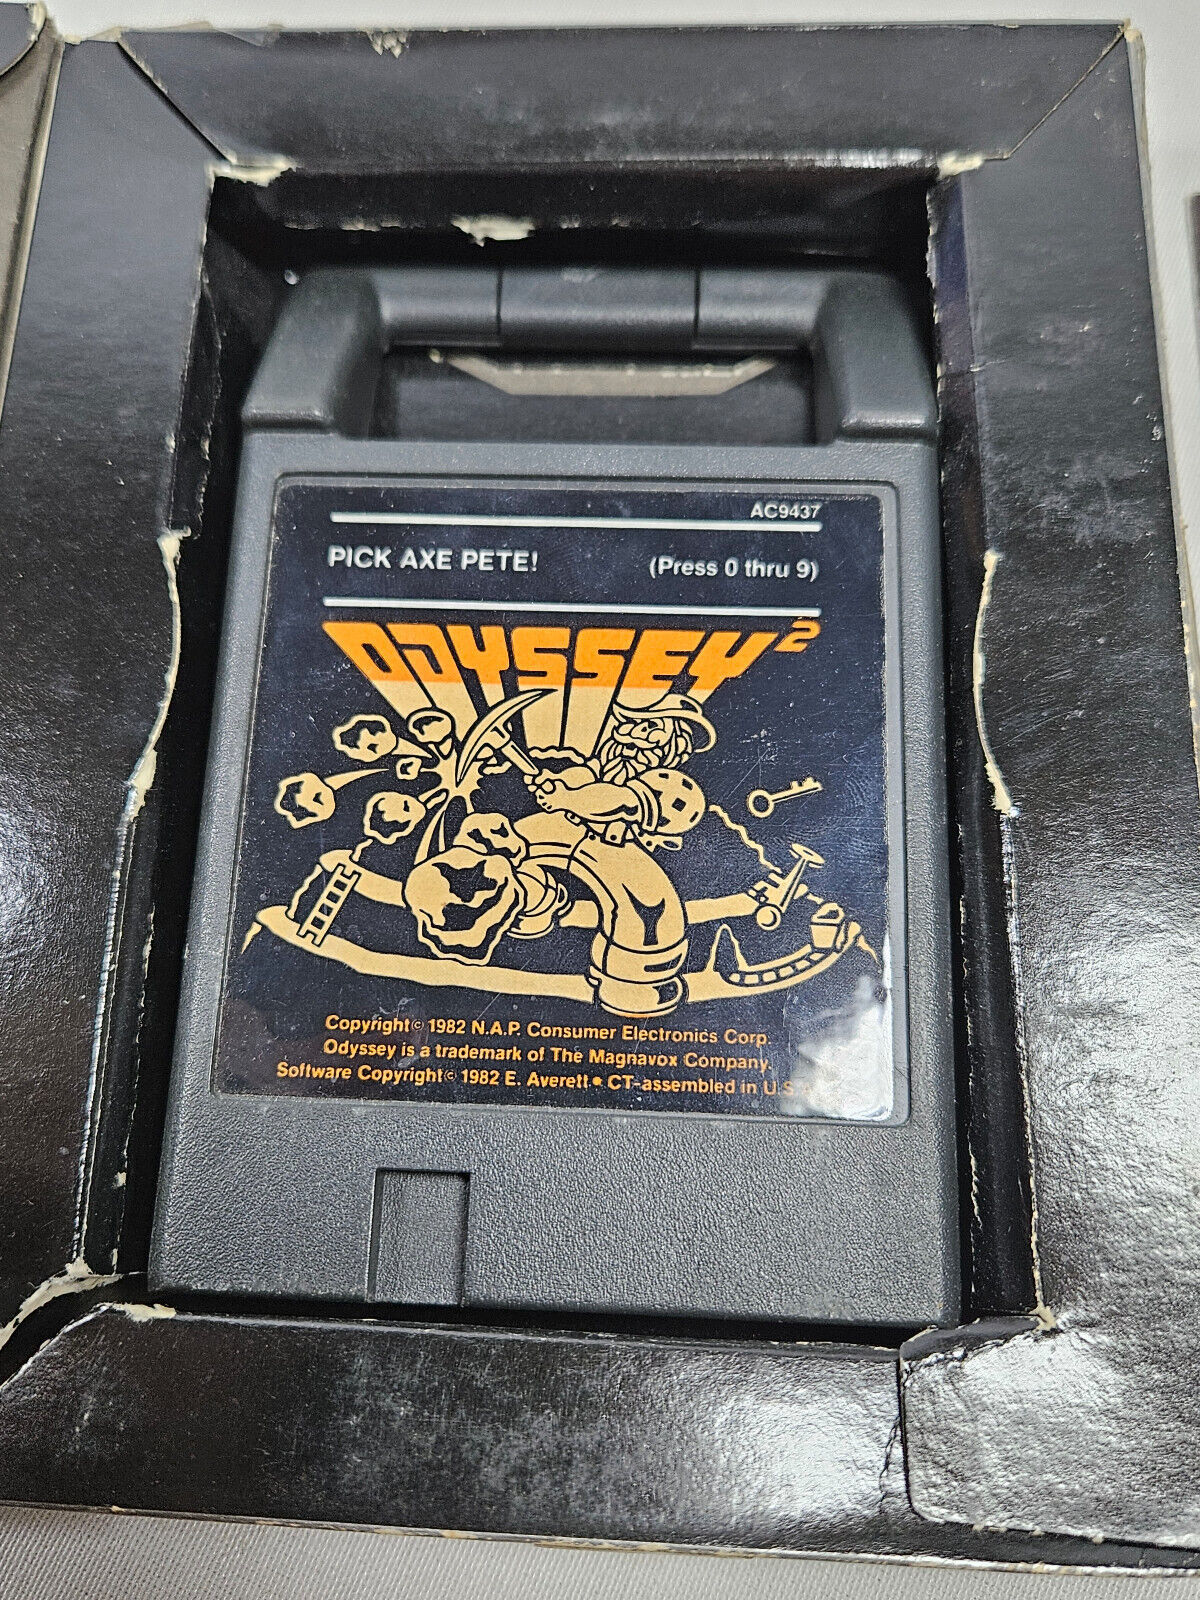 AC9437
PICK AXE PETE! (Press 0 thru 9)
ODYSSEY²
Copyright © 1982 N.A.P. Consumer Electronics Corp.
Odyssey is a trademark of The Magnavox Company.
Software Copyright © 1982 E. Averett • CT-assembled in U.S.